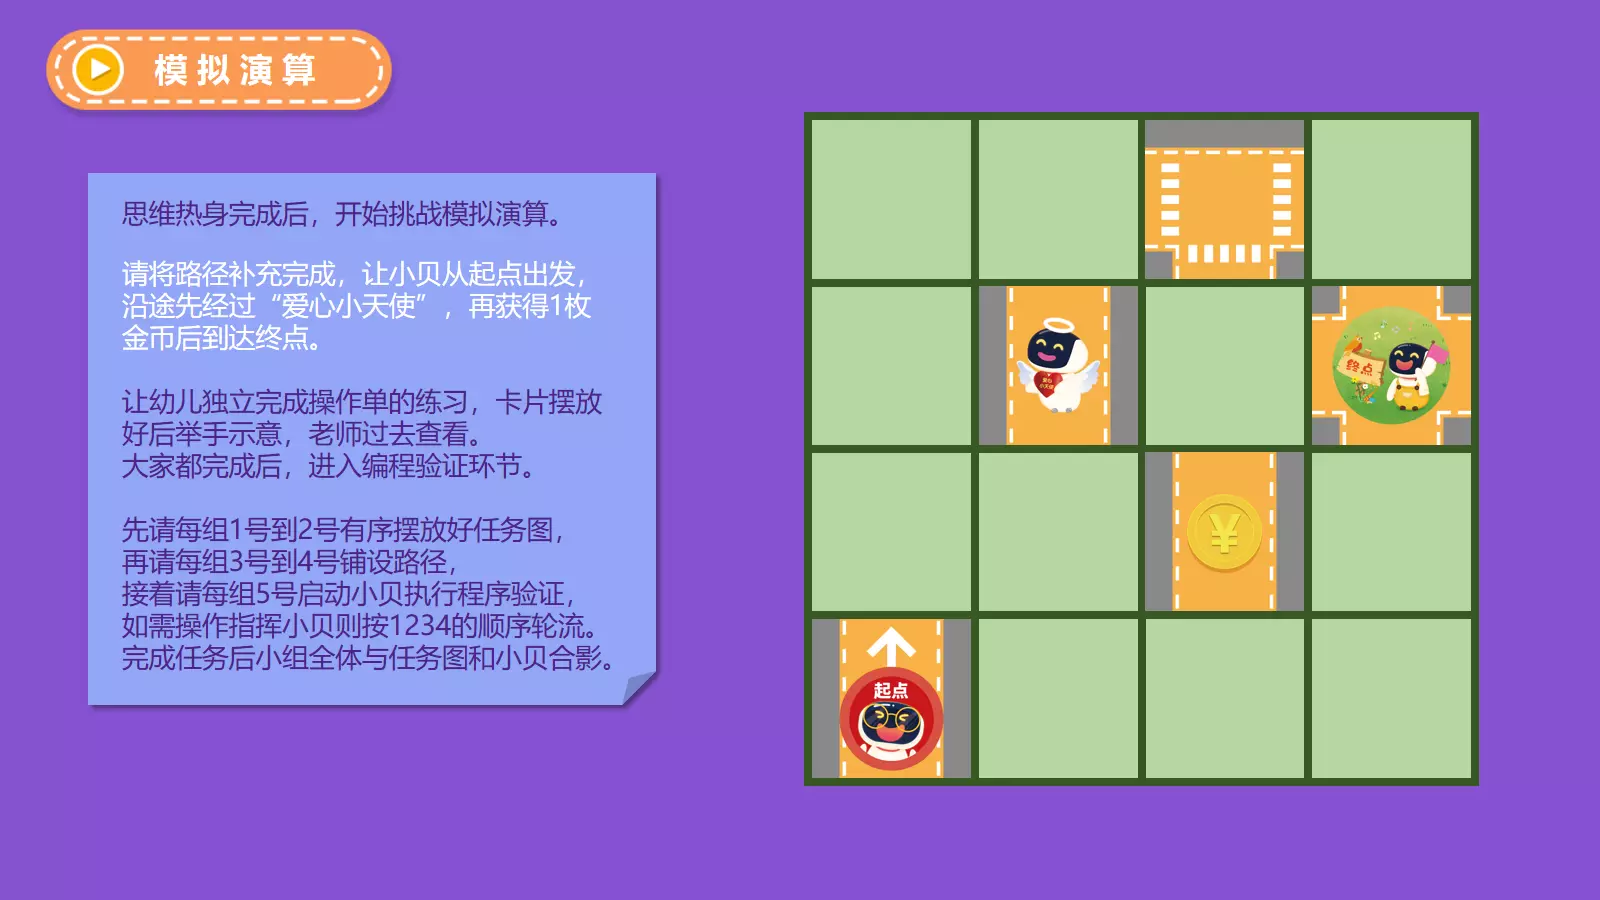 模拟演算
思维热身完成后，开始挑战模拟演算。
请将路径补充完成，让小贝从起点出发，
沿途先经过“爱心小天使”，再获得1枚
金币后到达终点。
让幼儿独立完成操作单的练习，卡片摆放
好后举手示意，老师过去查看。
大家都完成后，进入编程验证环节。
先请每组1号到2号有序摆放好任务图，
再请每组3号到4号铺设路径，
接着请每组5号启动小贝执行程序验证，
如需操作指挥小贝则按1234的顺序轮流。
完成任务后小组全体与任务图和小贝合影。
爱心
小天使
终点
¥
起点